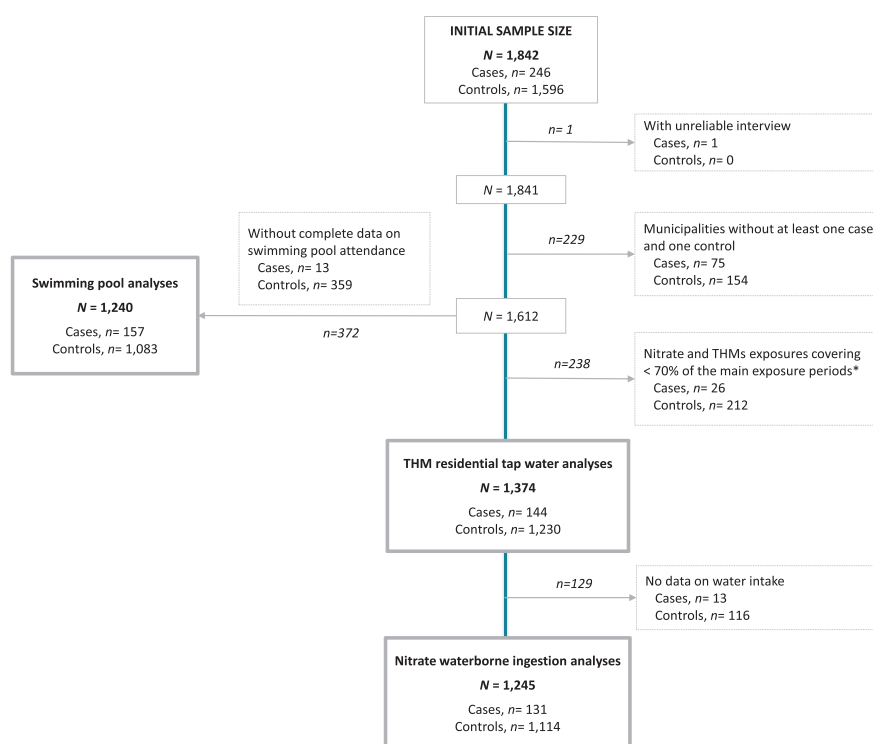 INITIAL SAMPLE SIZE
N = 1,842
Cases, n= 246
Controls, n= 1,596
n= 1
With unreliable interview
Cases, n= 1
Controls, n= 0
N = 1,841
n=229
Municipalities without at least one case
and one control
Cases, n= 75
Controls, n= 154
Without complete data on
swimming pool attendance
Cases, n= 13
Controls, n= 359
N = 1,612
n=372
Swimming pool analyses
N = 1,240
Cases, n= 157
Controls, n= 1,083
n=238
Nitrate and THMs exposures covering
< 70% of the main exposure periods*
Cases, n= 26
Controls, n= 212
THM residential tap water analyses
N = 1,374
Cases, n= 144
Controls, n= 1,230
n=129
No data on water intake
Cases, n= 13
Controls, n= 116
Nitrate waterborne ingestion analyses
N = 1,245
Cases, n= 131
Controls, n= 1,114